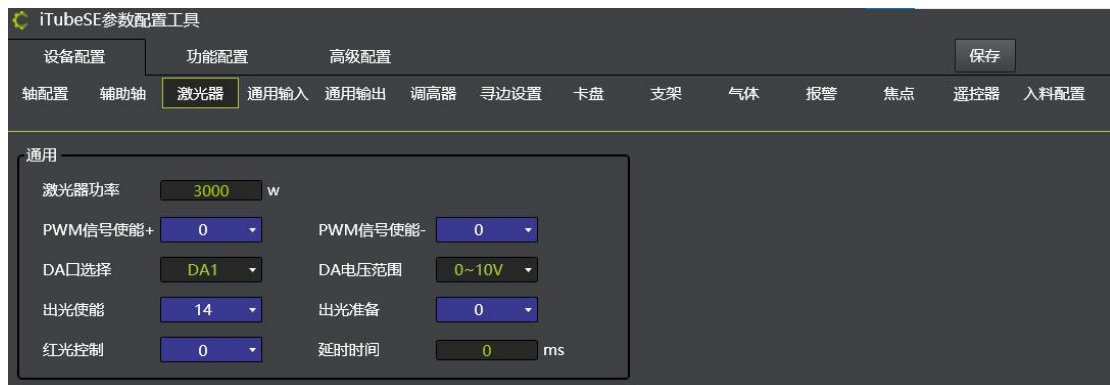 iTubeSE参数配置工具
设备配置 功能配置 高级配置 保存
轴配置 辅助轴 激光器 通用输入 通用输出 调高器 寻边设置 卡盘 支架 气体 报警 焦点 遥控器 入料配置
通用
激光器功率 3000 w
PWM信号使能+ 0 PWM信号使能- 0
DA口选择 DA1 DA电压范围 0~10V
出光使能 14 出光准备 0
红光控制 0 延时时间 0 ms